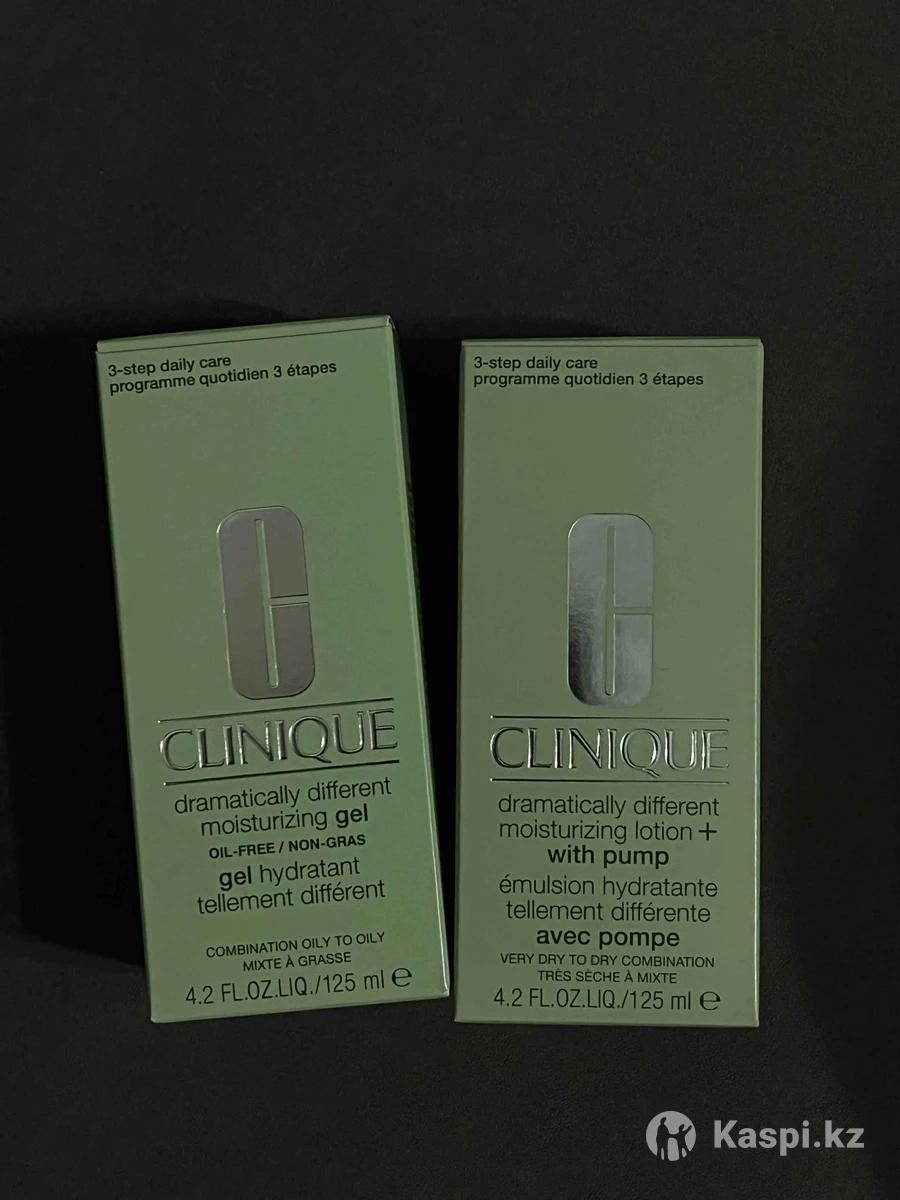 3-step daily care
programme quotidien 3 étapes
CLINIQUE
dramatically different
moisturizing gel
OIL-FREE / NON-GRAS
gel hydratant
tellement différent
COMBINATION OILY TO OILY
MIXTE À GRASSE
4.2 FL.OZ.LIQ./125 ml ℮
3-step daily care
programme quotidien 3 étapes
CLINIQUE
dramatically different
moisturizing lotion +
with pump
émulsion hydratante
tellement différente
avec pompe
VERY DRY TO DRY COMBINATION
TRÈS SÈCHE À MIXTE
4.2 FL.OZ.LIQ./125 ml ℮
Kaspi.kz